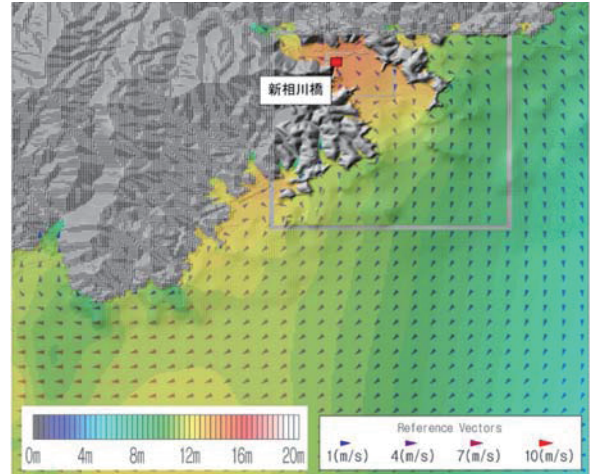 新相川橋
0m 4m 8m 12m 16m 20m
Reference Vectors
1(m/s) 4(m/s) 7(m/s) 10(m/s)